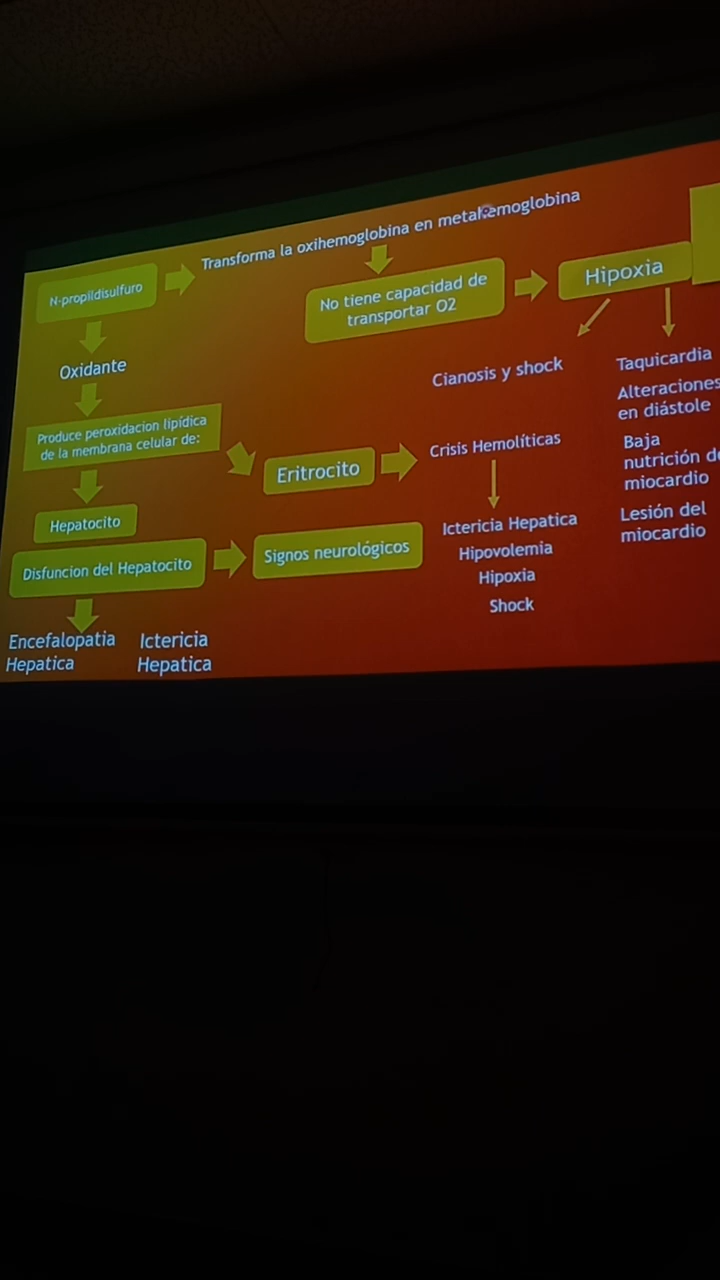 Transforma la oxihemoglobina en metahemoglobina
N-propildisulfuro
No tiene capacidad de
transportar O2
Hipoxia
Oxidante
Cianosis y shock
Taquicardia
Alteraciones
en diástole
Baja
nutrición de
miocardio
Lesión del
miocardio
Produce peroxidacion lipídica
de la membrana celular de:
Eritrocito
Crisis Hemolíticas
Hepatocito
Ictericia Hepatica
Hipovolemia
Hipoxia
Shock
Disfuncion del Hepatocito
Signos neurológicos
Encefalopatia
Hepatica
Ictericia
Hepatica